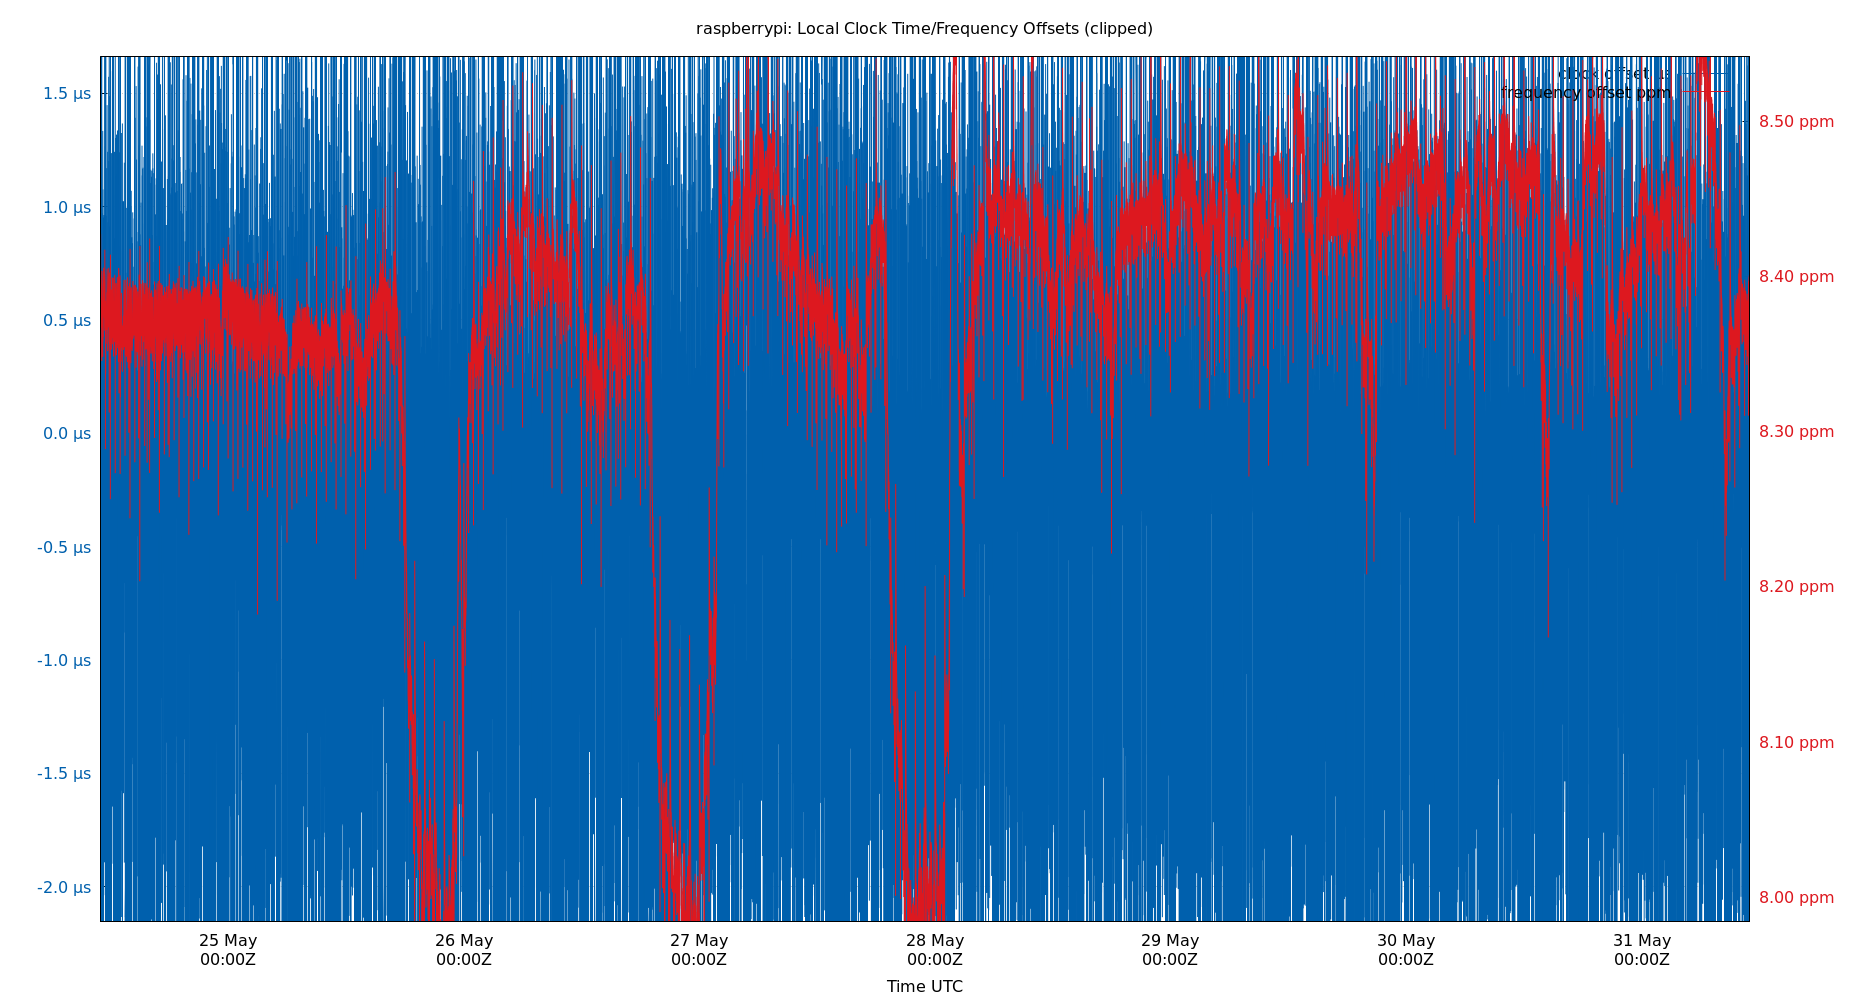 raspberrypi: Local Clock Time/Frequency Offsets (clipped)
clock offset µs
frequency offset ppm
1.5 µs
1.0 µs
0.5 µs
0.0 µs
-0.5 µs
-1.0 µs
-1.5 µs
-2.0 µs
8.50 ppm
8.40 ppm
8.30 ppm
8.20 ppm
8.10 ppm
8.00 ppm
25 May
00:00Z
26 May
00:00Z
27 May
00:00Z
28 May
00:00Z
29 May
00:00Z
30 May
00:00Z
31 May
00:00Z
Time UTC